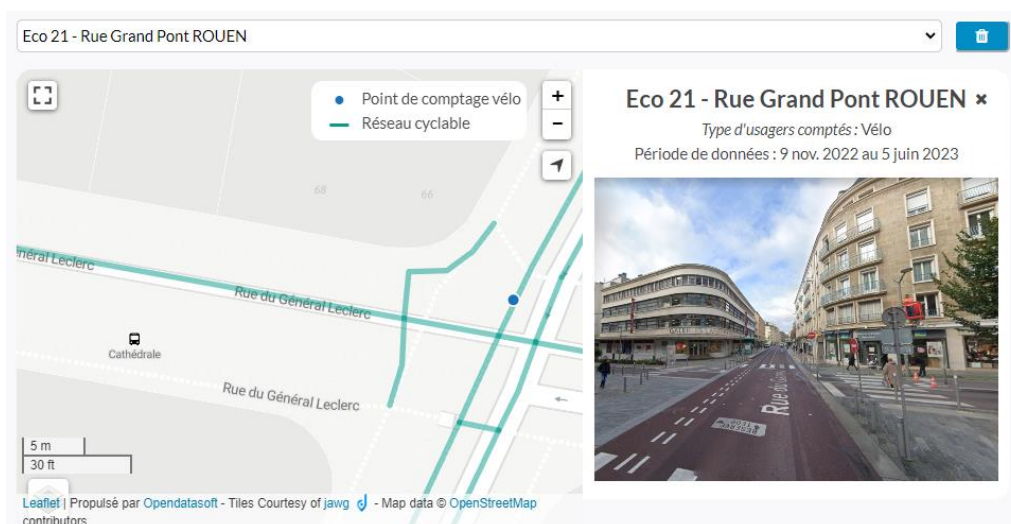 Eco 21 - Rue Grand Pont ROUEN
Point de comptage vélo
Réseau cyclable
+
−
68
66
Eco 21 - Rue Grand Pont ROUEN ×
Type d'usagers comptés : Vélo
Période de données : 9 nov. 2022 au 5 juin 2023
néral Leclerc
Rue du Général Leclerc
Cathédrale
Rue du Général Leclerc
5 m
30 ft
Leaflet | Propulsé par Opendatasoft - Tiles Courtesy of jawg - Map data © OpenStreetMap
contributors